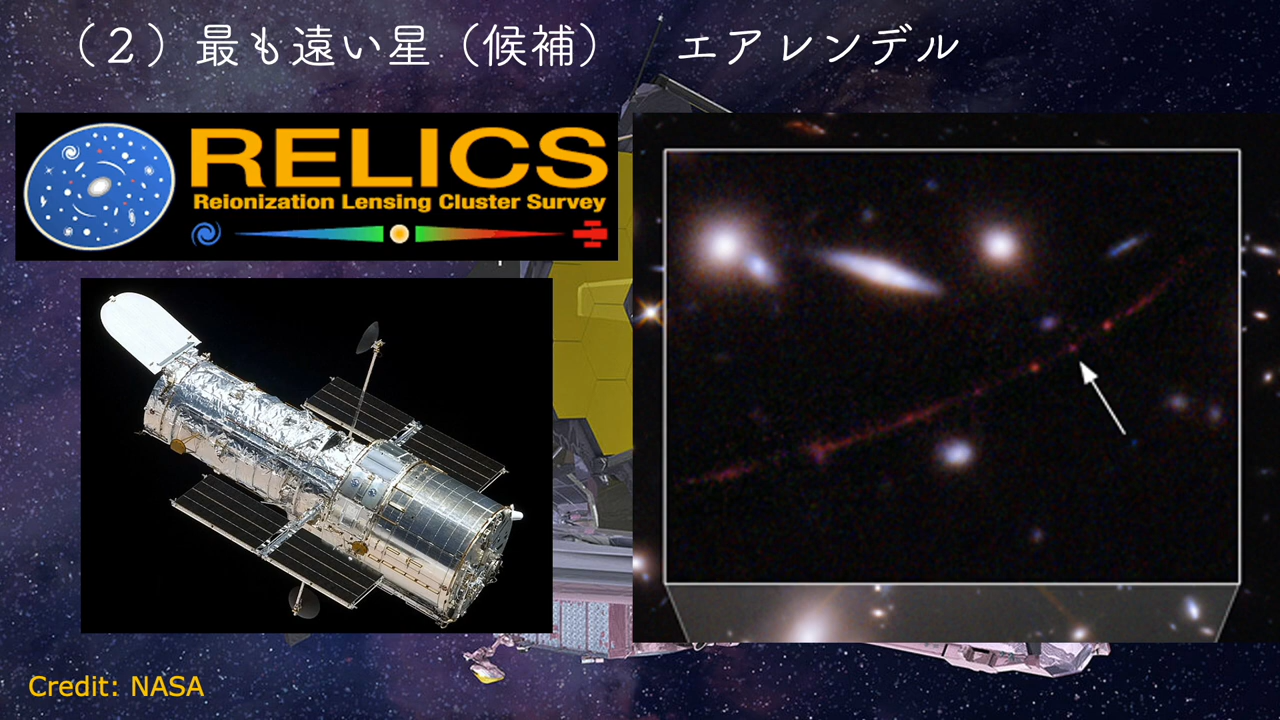 （２）最も遠い星（候補）　エアレンデル
RELICS
Reionization Lensing Cluster Survey
Credit: NASA